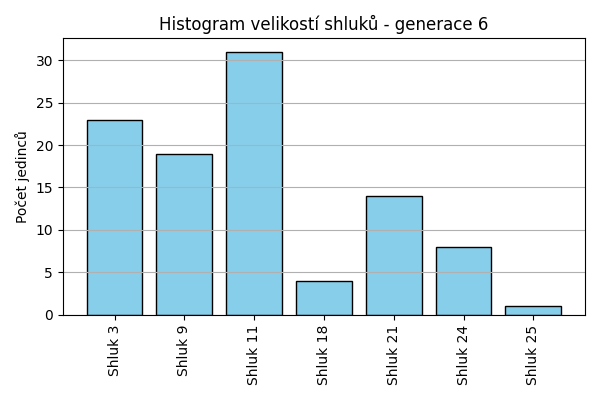 Histogram velikostí shluků - generace 6
Počet jedinců
30
25
20
15
10
5
0
Shluk 3
Shluk 9
Shluk 11
Shluk 18
Shluk 21
Shluk 24
Shluk 25